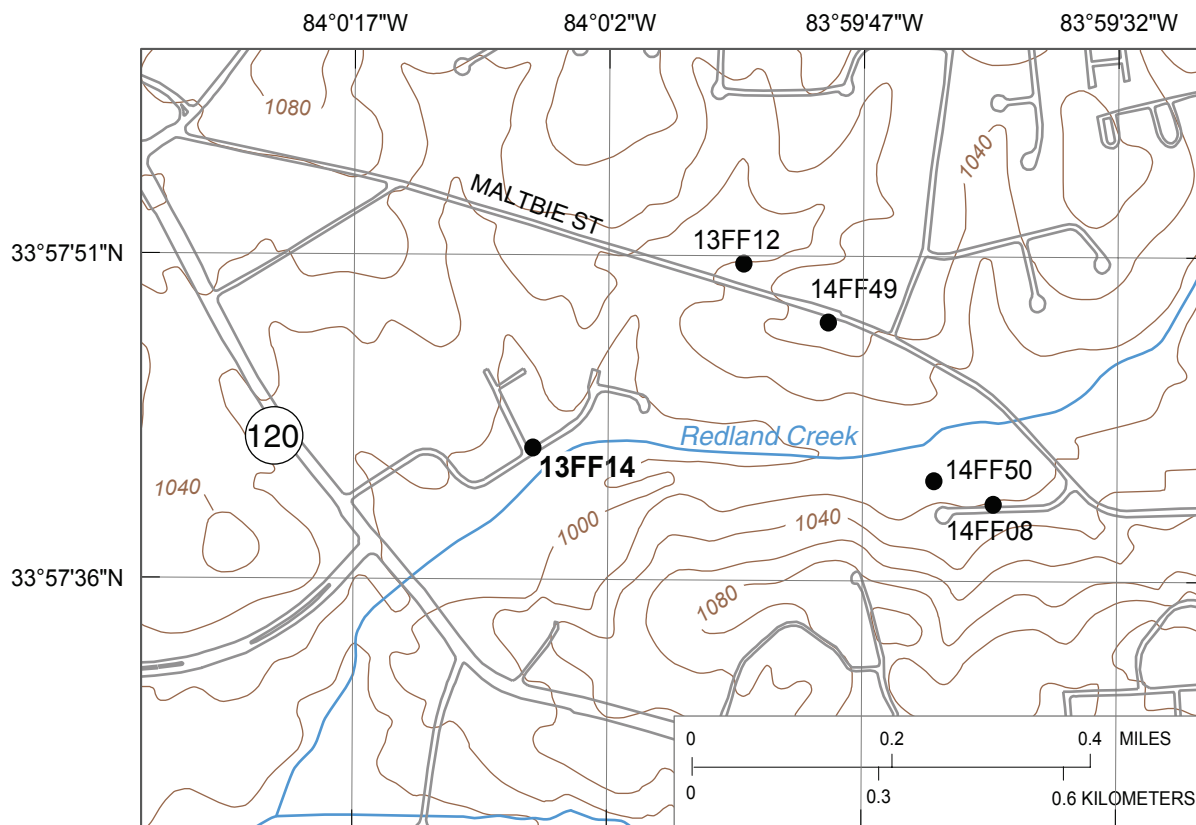 84°0'17"W 84°0'2"W 83°59'47"W 83°59'32"W
1080
1040
MALTBIE ST
13FF12
33°57'51"N
14FF49
120
Redland Creek
13FF14
14FF50
1040
1000
1040
14FF08
33°57'36"N
1080
0 0.2 0.4 MILES
0 0.3 0.6 KILOMETERS